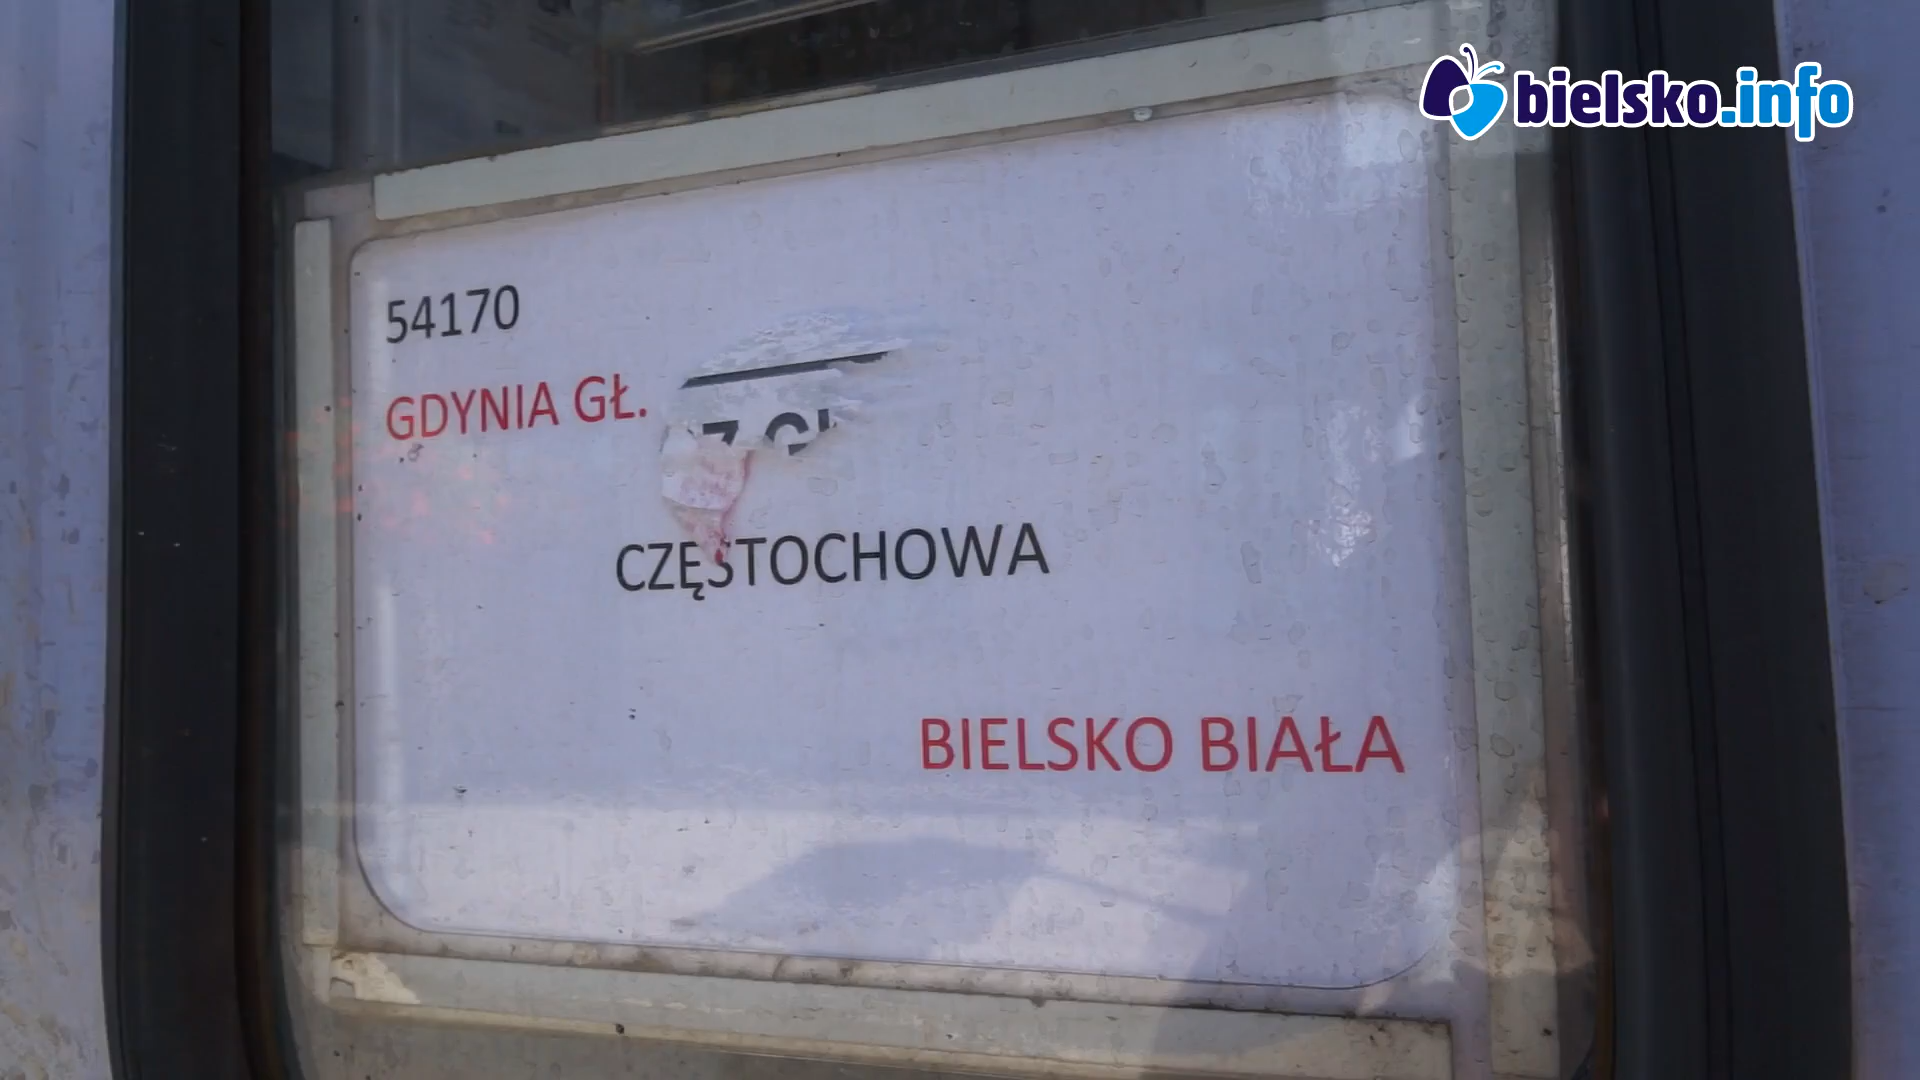 bielsko.info
54170
GDYNIA GŁ.
CZĘSTOCHOWA
BIELSKO BIAŁA